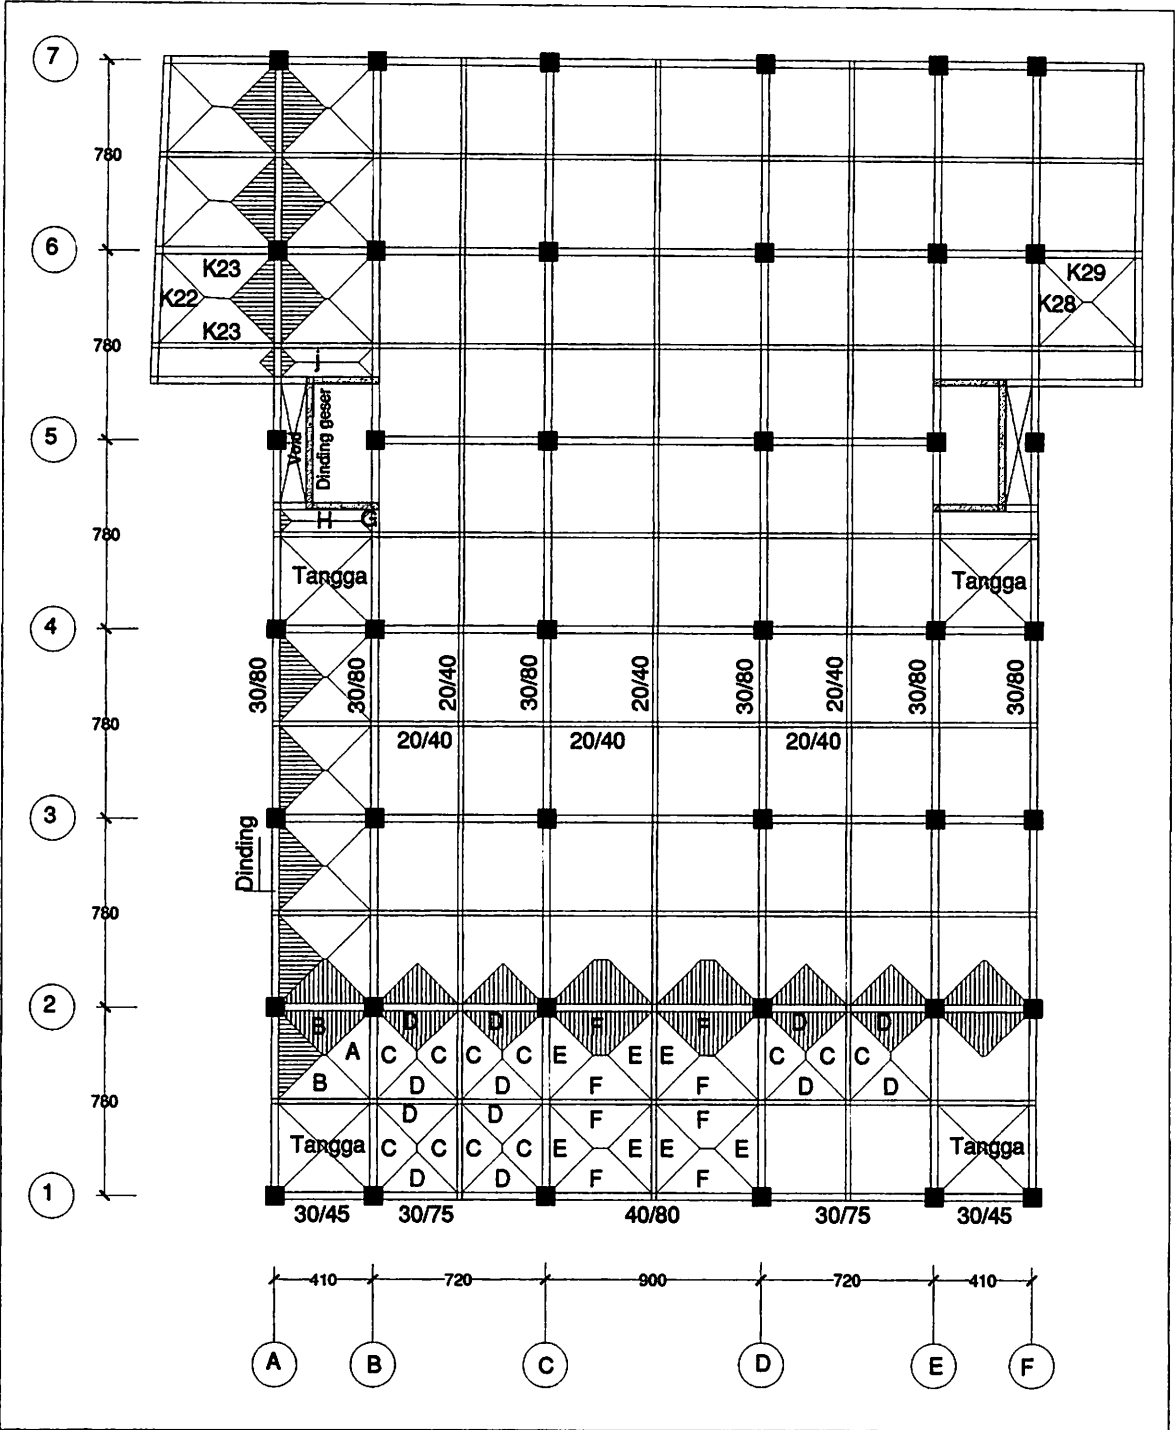 7
780
6
K23
K22
K23
K29
K28
780
j
5
Void
Dinding geser
H G
780
Tangga
Tangga
4
30/80 30/80 20/40 30/80 20/40 30/80 20/40 30/80 30/80
780
20/40 20/40 20/40
3
Dinding
780
2
B D D F F D D
A C C C C E E E C C C
B D D F F D D
780
D D F F
Tangga C C C C E E E E Tangga
D D F F
1
30/45 30/75 40/80 30/75 30/45
410 720 900 720 410
A B C D E F